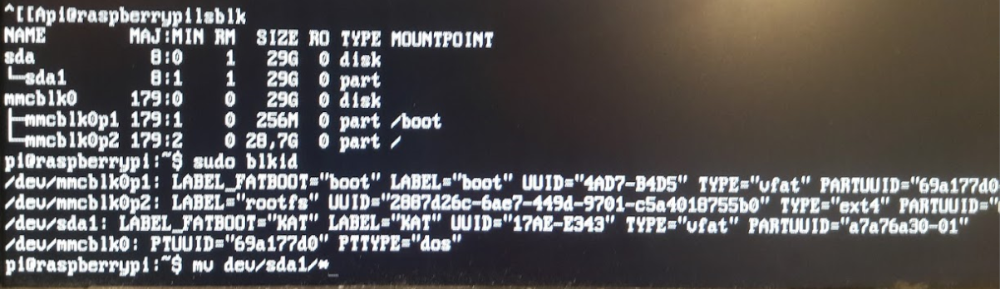 ^[[Api@raspberrypilsblk
NAME        MAJ:MIN RM  SIZE RO TYPE MOUNTPOINT
sda           8:0    1   29G  0 disk
└─sda1        8:1    1   29G  0 part
mmcblk0     179:0    0   29G  0 disk
├─mmcblk0p1 179:1    0  256M  0 part /boot
└─mmcblk0p2 179:2    0 28,7G  0 part /
pi@raspberrypi:~$ sudo blkid
/dev/mmcblk0p1: LABEL_FATBOOT="boot" LABEL="boot" UUID="4AD7-B4D5" TYPE="vfat" PARTUUID="69a177d0
/dev/mmcblk0p2: LABEL="rootfs" UUID="2887d26c-6ae7-449d-9701-c5a4018755b0" TYPE="ext4" PARTUUID="
/dev/sda1: LABEL_FATBOOT="KAT" LABEL="KAT" UUID="17AE-E343" TYPE="vfat" PARTUUID="a7a76a30-01"
/dev/mmcblk0: PTUUID="69a177d0" PTTYPE="dos"
pi@raspberrypi:~$ mv dev/sda1/*_